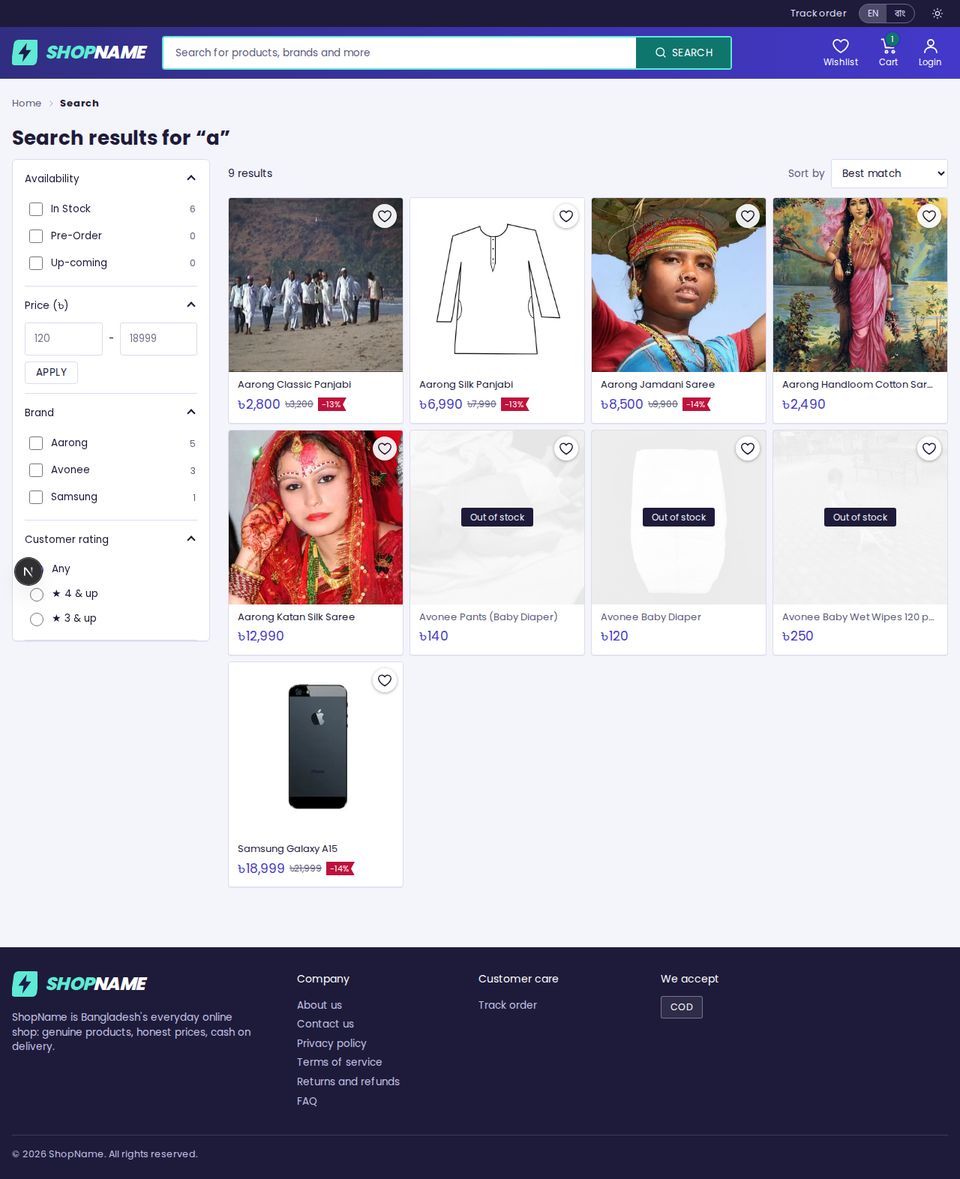 Track order
EN
বাং
SHOPNAME
Search for products, brands and more
SEARCH
Wishlist
1
Cart
Login
Home > Search
Search results for “a”
Availability
In Stock 6
Pre-Order 0
Up-coming 0
Price (৳)
120 - 18999
APPLY
Brand
Aarong 5
Avonee 3
Samsung 1
Customer rating
N
Any
★ 4 & up
★ 3 & up
9 results
Sort by Best match
Aarong Classic Panjabi
৳2,800 ৳3,200 -13%
Aarong Silk Panjabi
৳6,990 ৳7,990 -13%
Aarong Jamdani Saree
৳8,500 ৳9,900 -14%
Aarong Handloom Cotton Sar...
৳2,490
Aarong Katan Silk Saree
৳12,990
Out of stock
Avonee Pants (Baby Diaper)
৳140
Out of stock
Avonee Baby Diaper
৳120
Out of stock
Avonee Baby Wet Wipes 120 p...
৳250
iPhone
Samsung Galaxy A15
৳18,999 ৳21,999 -14%
SHOPNAME
ShopName is Bangladesh's everyday online
shop: genuine products, honest prices, cash on
delivery.
Company
About us
Contact us
Privacy policy
Terms of service
Returns and refunds
FAQ
Customer care
Track order
We accept
COD
© 2026 ShopName. All rights reserved.